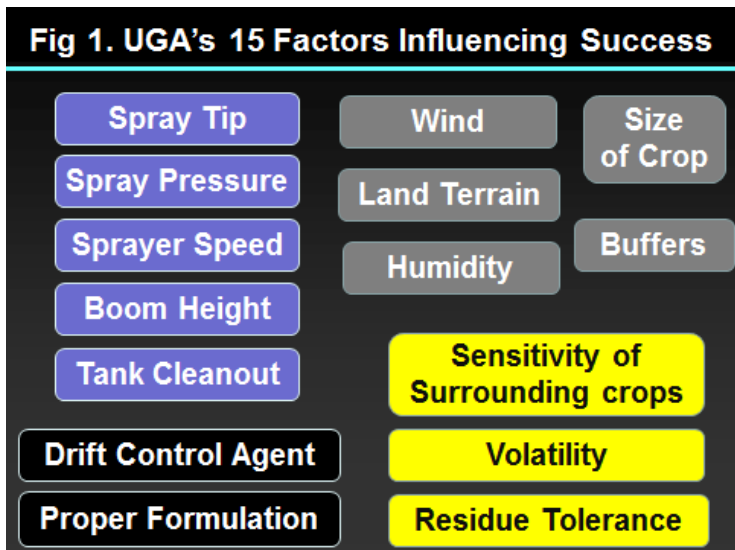 Fig 1. UGA's 15 Factors Influencing Success
Spray Tip
Spray Pressure
Sprayer Speed
Boom Height
Tank Cleanout
Drift Control Agent
Proper Formulation
Wind
Land Terrain
Humidity
Size
of Crop
Buffers
Sensitivity of
Surrounding crops
Volatility
Residue Tolerance